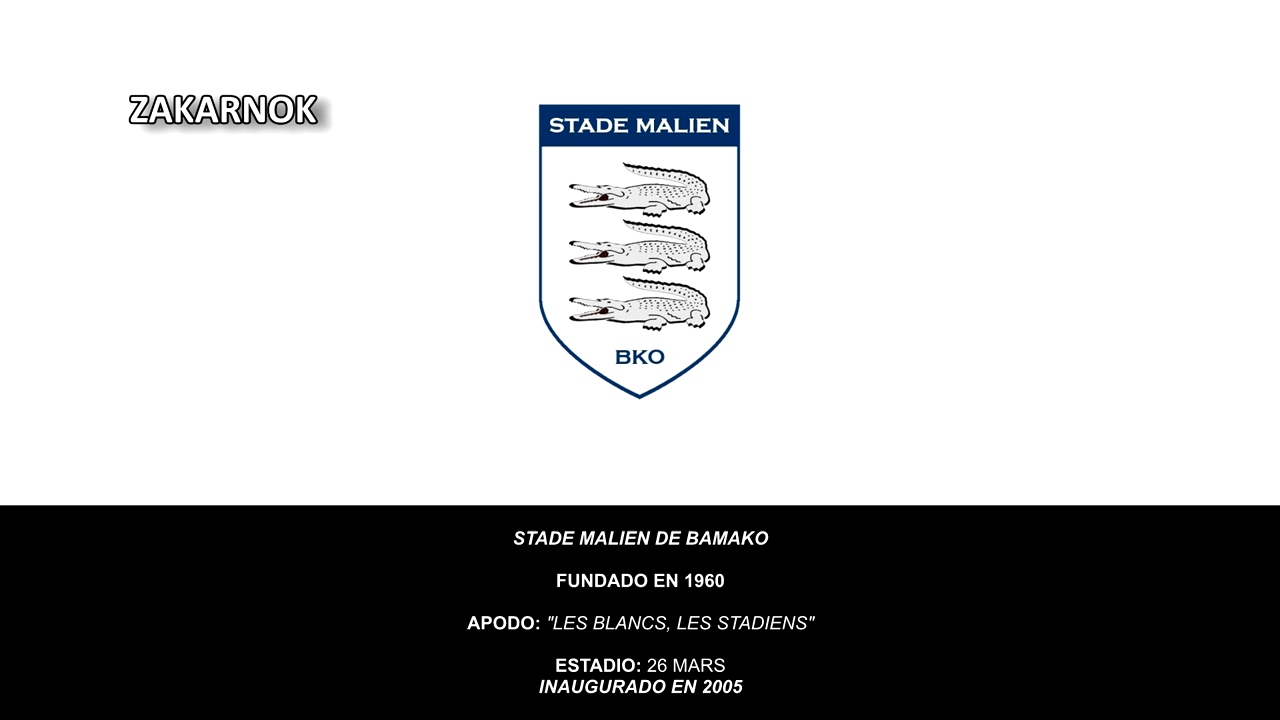 ZAKARNOK
STADE MALIEN
BKO
STADE MALIEN DE BAMAKO
FUNDADO EN 1960
APODO: "LES BLANCS, LES STADIENS"
ESTADIO: 26 MARS
INAUGURADO EN 2005